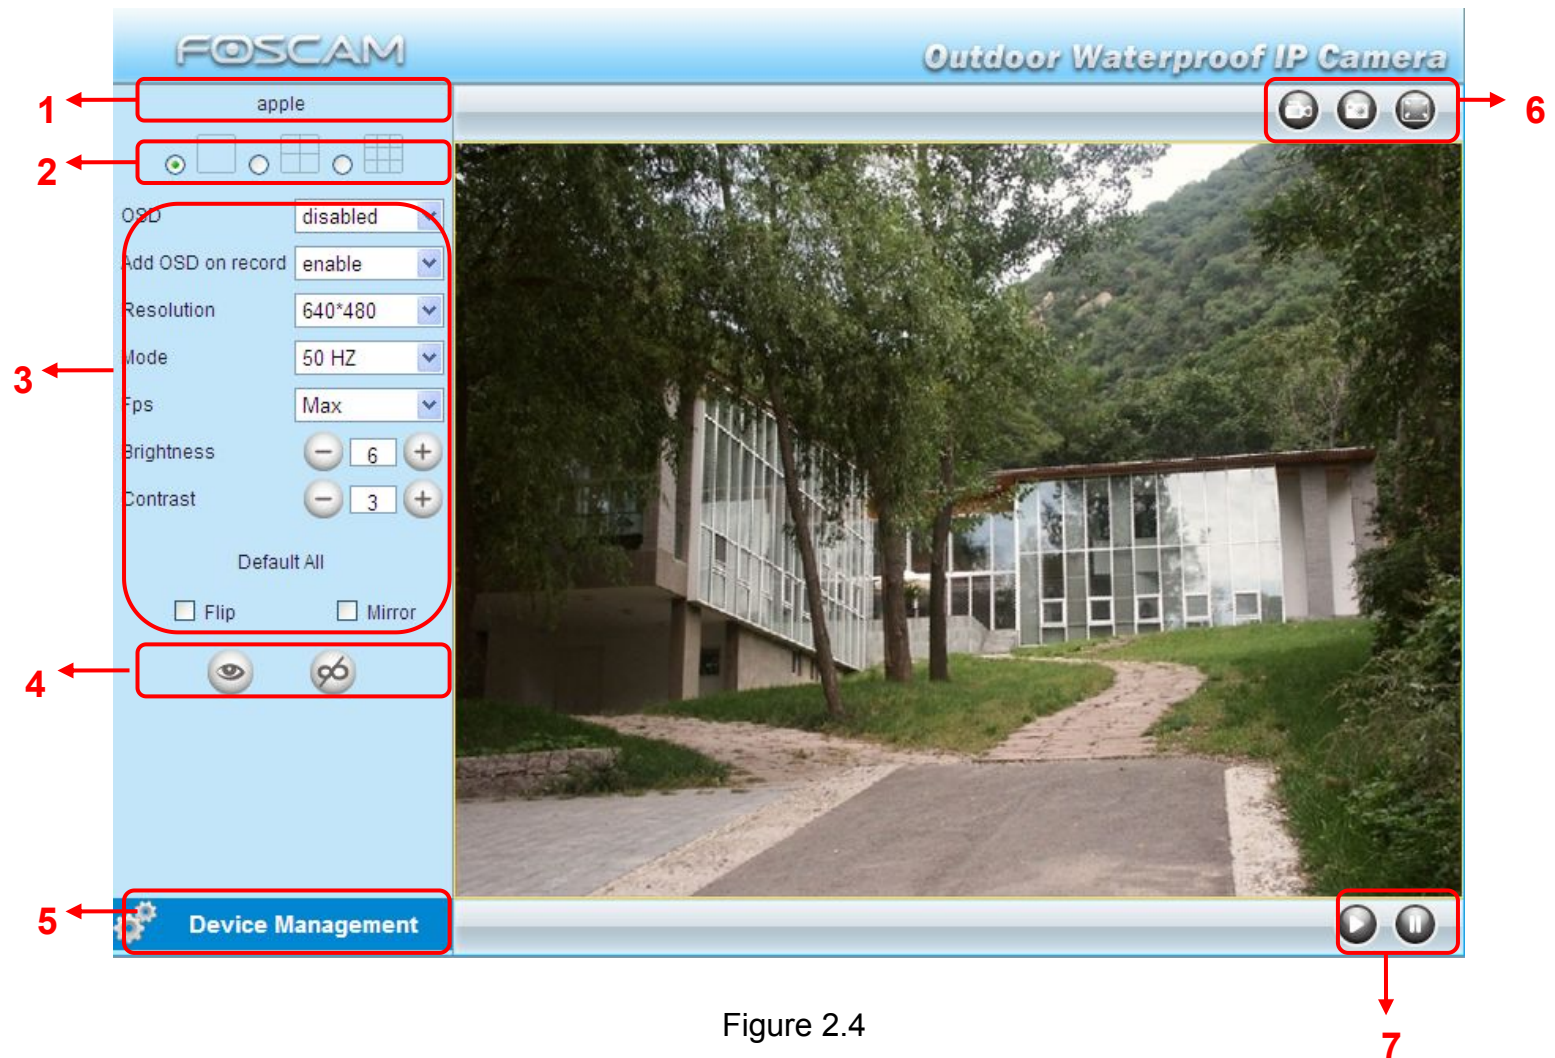 FOSCAM
Outdoor Waterproof IP Camera
1
apple
6
2
OSD
disabled
Add OSD on record
enable
Resolution
640*480
Mode
50 HZ
3
Fps
Max
Brightness
6
Contrast
3
Default All
Flip
Mirror
4
5
Device Management
Figure 2.4
7